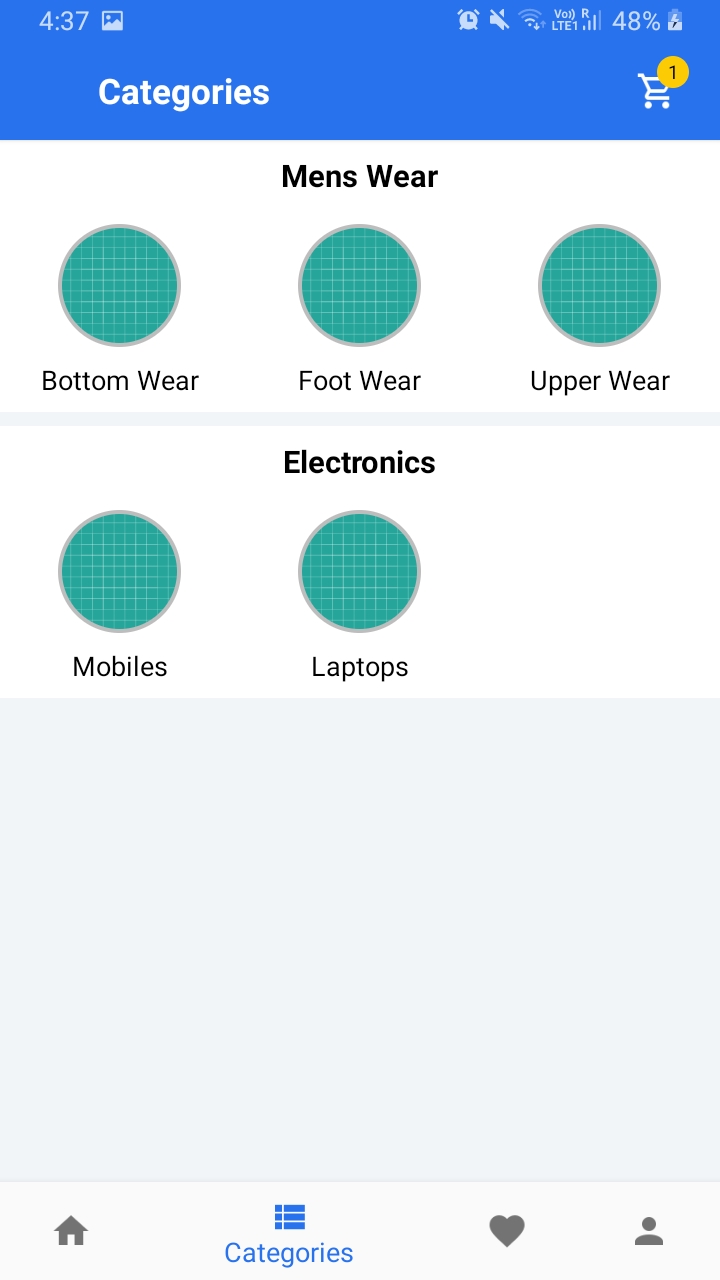 4:37 Vo)) R LTE1 48%
Categories 1
Mens Wear
Bottom Wear Foot Wear Upper Wear
Electronics
Mobiles Laptops
Categories